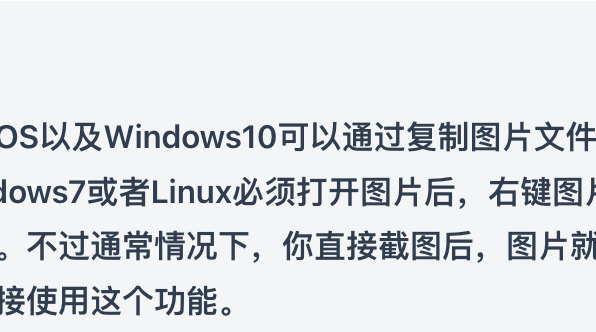 OS以及Windows10可以通过复制图片文件
dows7或者Linux必须打开图片后，右键图片
。不过通常情况下，你直接截图后，图片就
接使用这个功能。